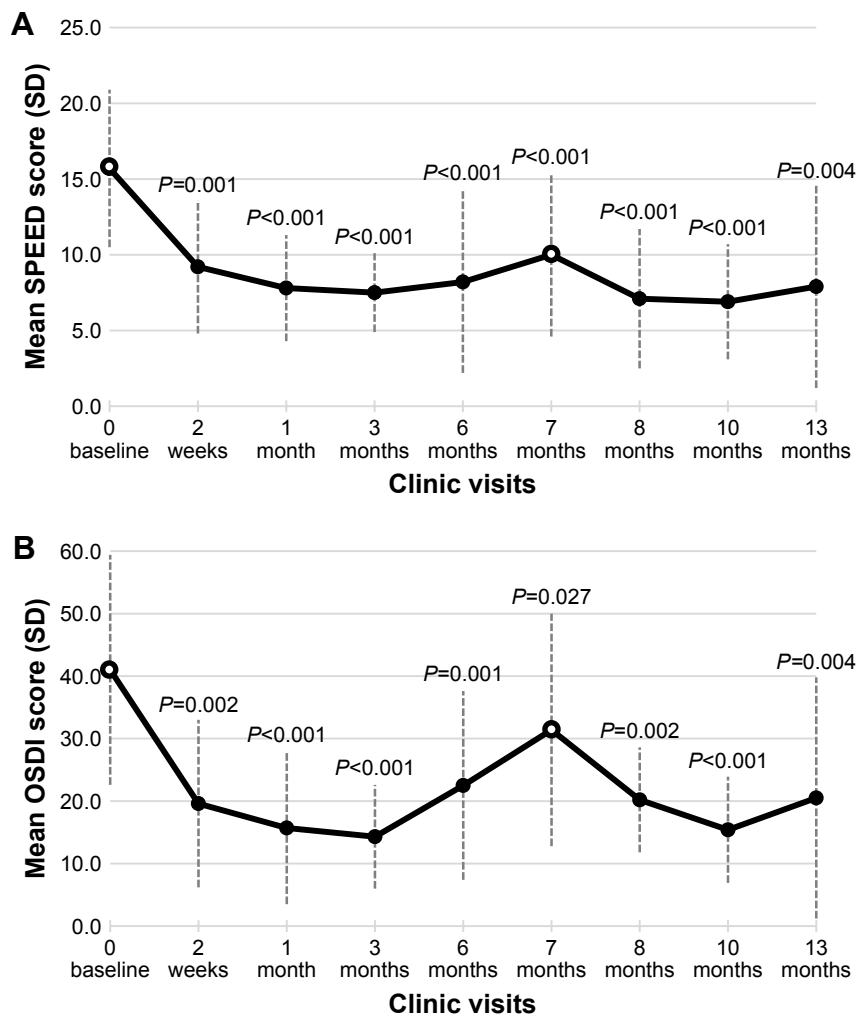 A
Mean SPEED score (SD)
25.0
20.0
15.0
10.0
5.0
0.0
P=0.001
P<0.001
P<0.001
P<0.001
P<0.001
P<0.001
P<0.001
P=0.004
0 2 1 3 6 7 8 10 13
baseline weeks month months months months months months months
Clinic visits
B
Mean OSDI score (SD)
60.0
50.0
40.0
30.0
20.0
10.0
0.0
P=0.002
P<0.001
P<0.001
P=0.001
P=0.027
P=0.002
P<0.001
P=0.004
0 2 1 3 6 7 8 10 13
baseline weeks month months months months months months months
Clinic visits